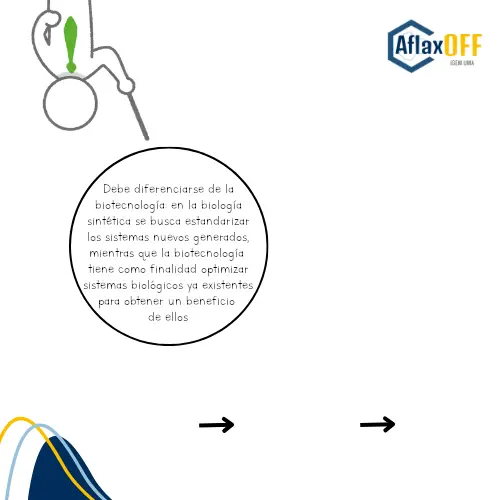 AflaxOFF
IGEM UNIA
Debe diferenciarse de la
biotecnología: en la biología
sintética se busca estandarizar
los sistemas nuevos generados,
mientras que la biotecnología
tiene como finalidad optimizar
sistemas biológicos ya existentes
para obtener un beneficio
de ellos